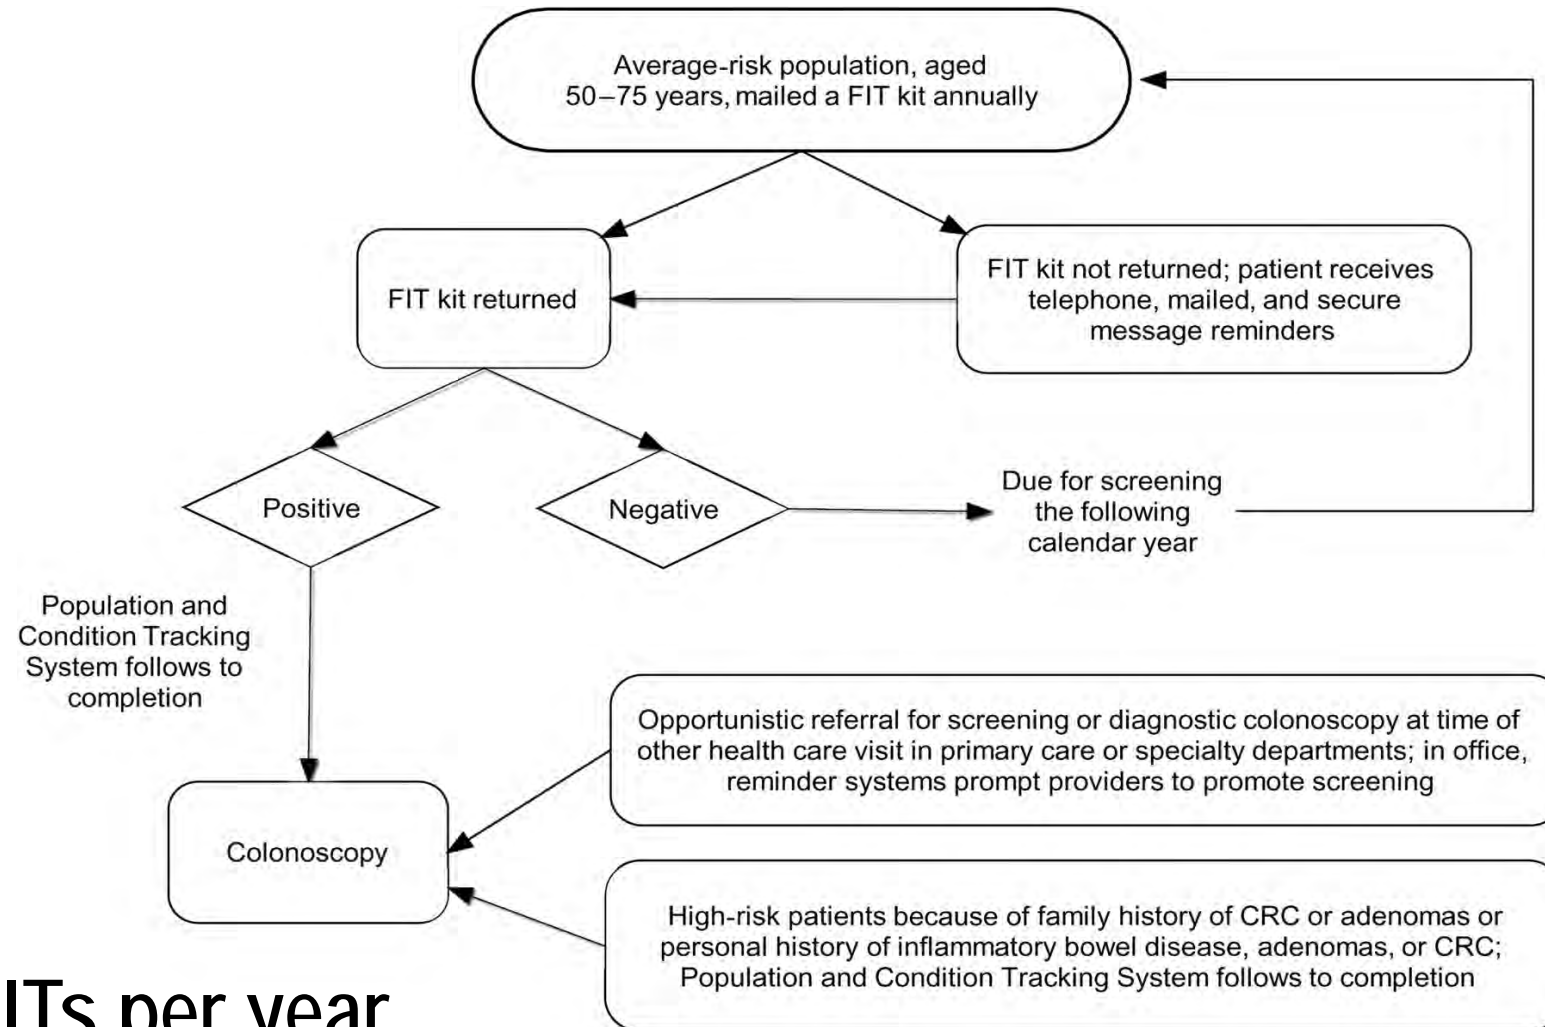 Average-risk population, aged
50–75 years, mailed a FIT kit annually
FIT kit returned
FIT kit not returned; patient receives
telephone, mailed, and secure
message reminders
Positive
Negative
Due for screening
the following
calendar year
Population and
Condition Tracking
System follows to
completion
Colonoscopy
Opportunistic referral for screening or diagnostic colonoscopy at time of
other health care visit in primary care or specialty departments; in office,
reminder systems prompt providers to promote screening
High-risk patients because of family history of CRC or adenomas or
personal history of inflammatory bowel disease, adenomas, or CRC;
Population and Condition Tracking System follows to completion
ITs per year